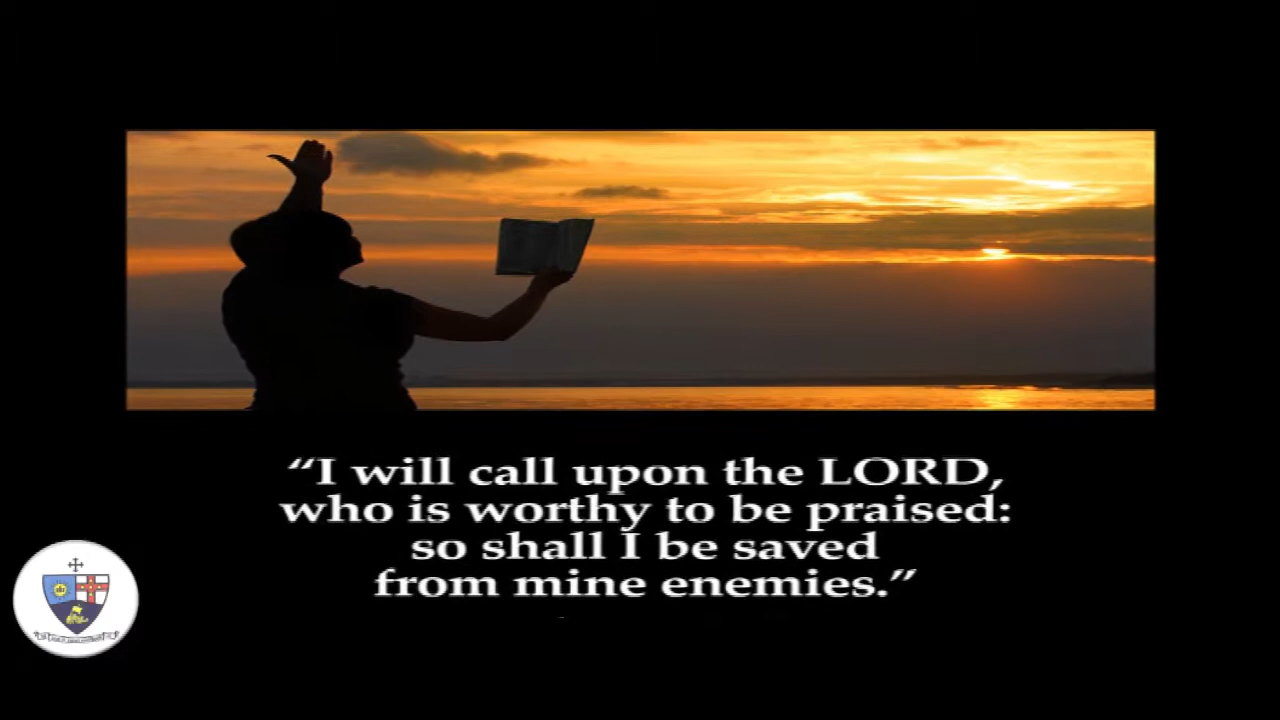 “I will call upon the LORD,
who is worthy to be praised:
so shall I be saved
from mine enemies.”